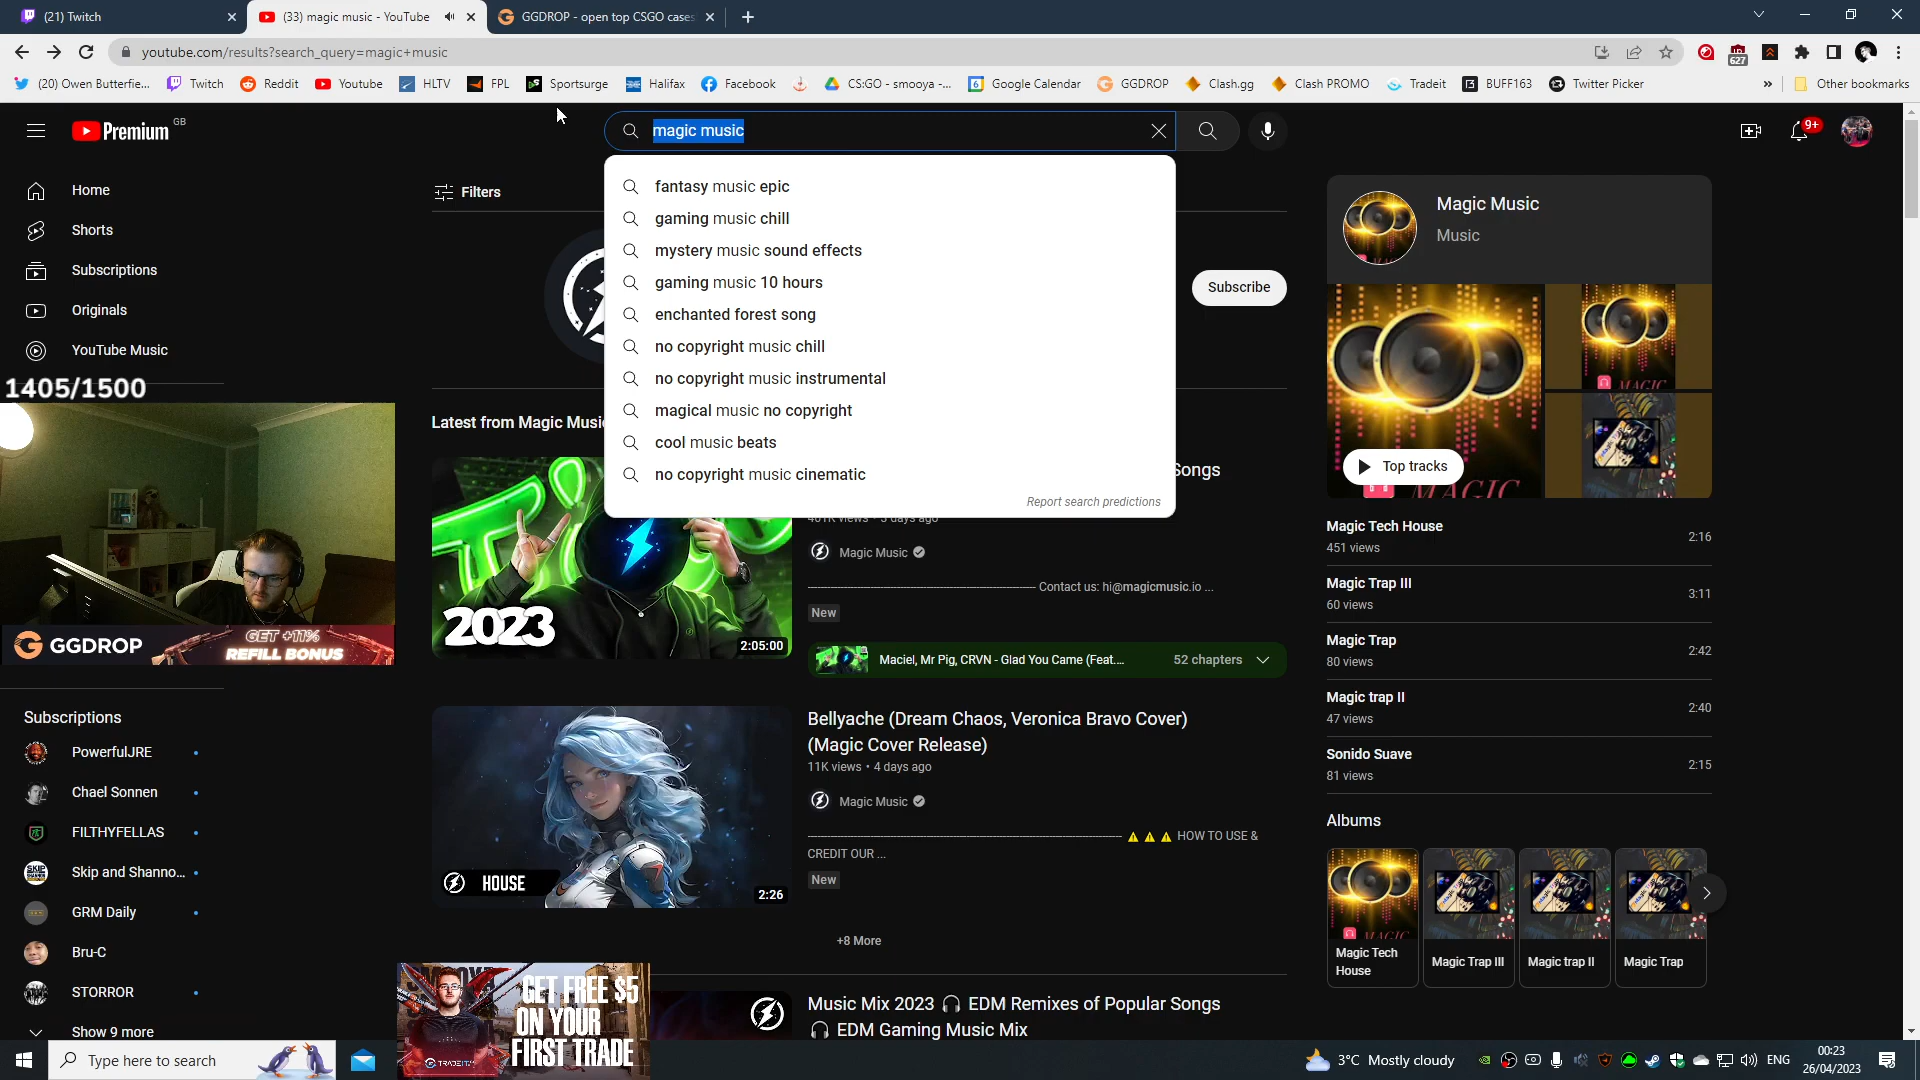 (21) Twitch
(33) magic music - YouTube
GGDROP - open top CSGO cases
youtube.com/results?search_query=magic+music
627
(20) Owen Butterfie...
Twitch
Reddit
Youtube
HLTV
FPL
Sportsurge
Halifax
Facebook
CS:GO - smooya -...
Google Calendar
GGDROP
Clash.gg
Clash PROMO
Tradeit
BUFF163
Twitter Picker
»
Other bookmarks
Premium GB
magic music
9+
Home
Shorts
Subscriptions
Originals
YouTube Music
1405/1500
GGDROP
GET +11%
REFILL BONUS
Subscriptions
PowerfulJRE
Chael Sonnen
FILTHYFELLAS
Skip and Shanno...
GRM Daily
Bru-C
STORROR
Show 9 more
Filters
fantasy music epic
gaming music chill
mystery music sound effects
gaming music 10 hours
enchanted forest song
no copyright music chill
no copyright music instrumental
magical music no copyright
cool music beats
no copyright music cinematic
Report search predictions
Subscribe
Latest from Magic Music
Songs
2023
2:05:00
Magic Music
Contact us: hi@magicmusic.io ...
New
Maciel, Mr Pig, CRVN - Glad You Came (Feat....
52 chapters
Bellyache (Dream Chaos, Veronica Bravo Cover)
(Magic Cover Release)
11K views • 4 days ago
Magic Music
HOW TO USE &
CREDIT OUR ...
New
HOUSE
2:26
+8 More
Music Mix 2023 🎧 EDM Remixes of Popular Songs
🎧 EDM Gaming Music Mix
GET FREE $5
ON YOUR
FIRST TRADE
TRADEIT
Magic Music
Music
Top tracks
MAGIC
MAGIC
Magic Tech House
451 views
2:16
Magic Trap III
60 views
3:11
Magic Trap
80 views
2:42
Magic trap II
47 views
2:40
Sonido Suave
81 views
2:15
Albums
MAGIC
Magic Tech
House
Magic Trap III
Magic trap II
Magic Trap
Type here to search
3°C Mostly cloudy
ENG
00:23
26/04/2023